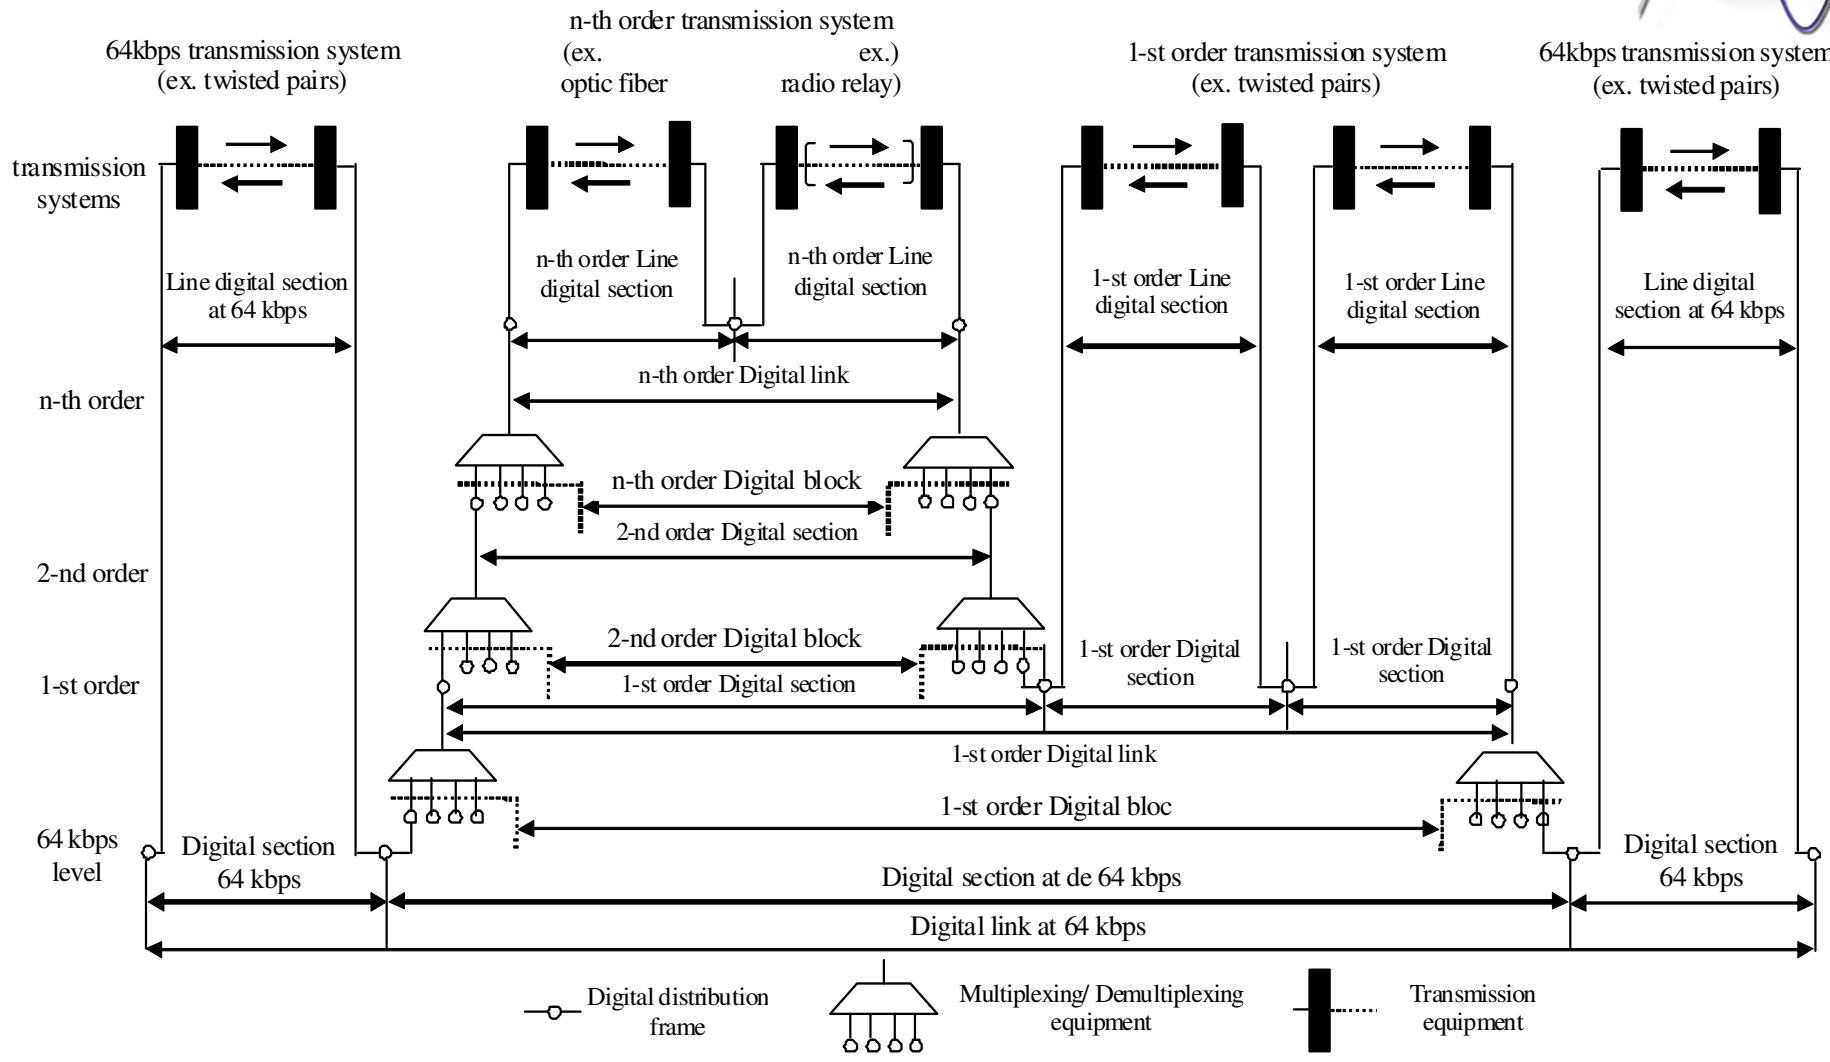 n-th order transmission system
(ex. ex.)
optic fiber radio relay)
64kbps transmission system
(ex. twisted pairs)
1-st order transmission system
(ex. twisted pairs)
64kbps transmission system
(ex. twisted pairs)
transmission
systems
Line digital section
at 64 kbps
n-th order Line
digital section
n-th order Line
digital section
1-st order Line
digital section
1-st order Line
digital section
Line digital
section at 64 kbps
n-th order Digital link
n-th order
n-th order Digital block
2-nd order Digital section
2-nd order
2-nd order Digital block
1-st order Digital section
1-st order Digital
section
1-st order Digital
section
1-st order
1-st order Digital link
1-st order Digital bloc
64 kbps
level
Digital section
64 kbps
Digital section at de 64 kbps
Digital section
64 kbps
Digital link at 64 kbps
Digital distribution
frame
Multiplexing/ Demultiplexing
equipment
Transmission
equipment